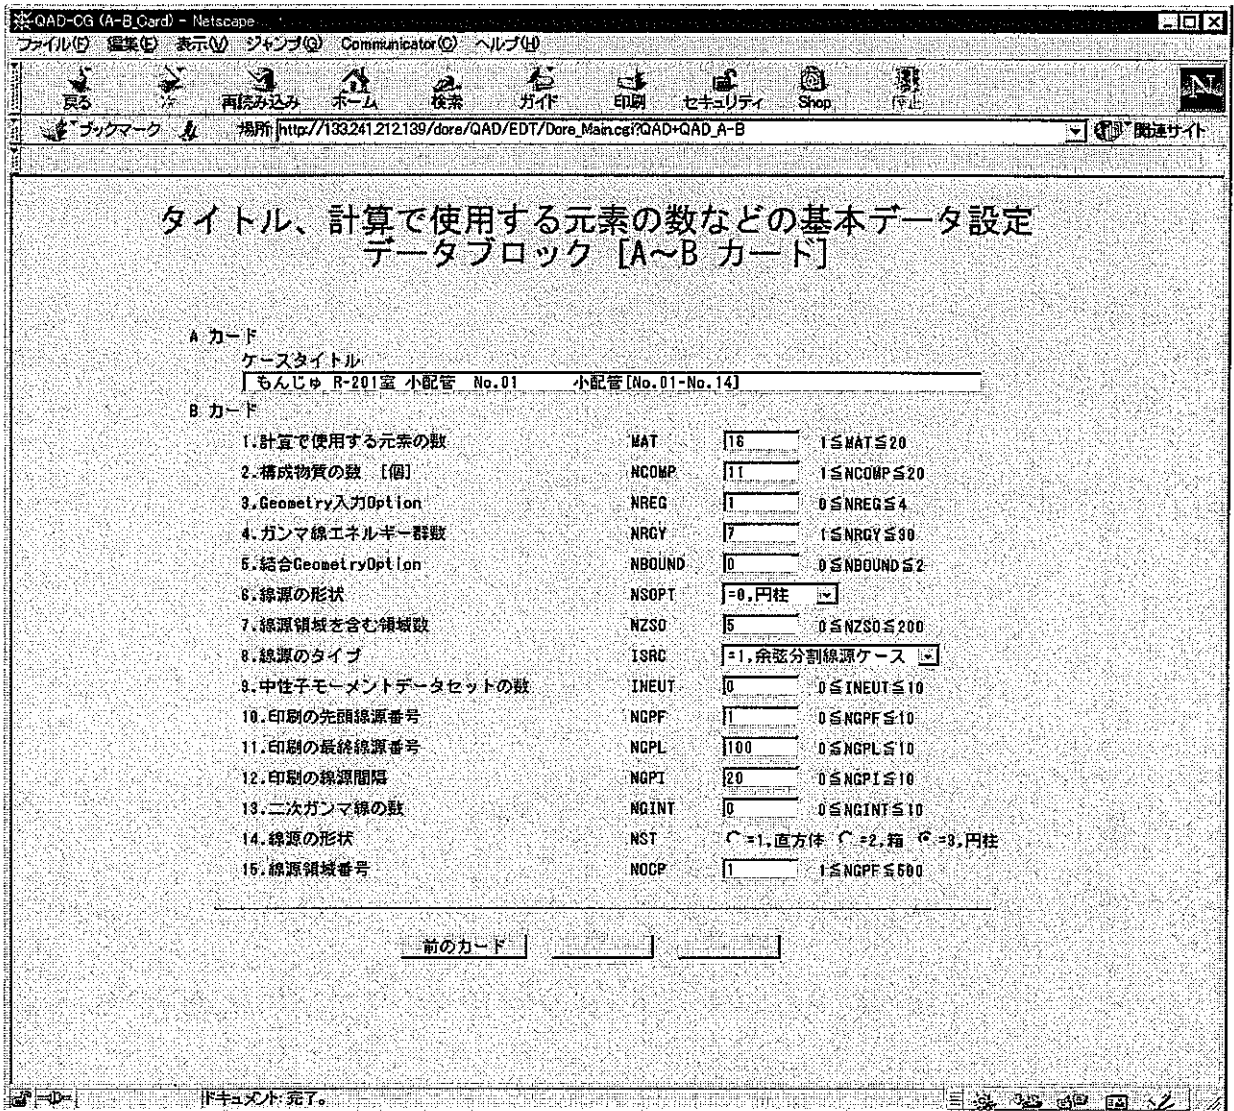 QAD-CG (A-B_Card) - Netscape
ファイル(F) 編集(E) 表示(V) ジャンプ(G) Communicator(C) ヘルプ(H)
戻る 再読み込み ホーム 検索 ガイド 印刷 セキュリティ Shop 停止
ブックマーク 場所: http://133.241.212.139/dore/QAD/EDT/Dore_Main.cgi?QAD+QAD_A-B 関連サイト
タイトル、計算で使用する元素の数などの基本データ設定
データブロック [A～B カード]
A カード
ケースタイトル
もんじゅ R-201室 小配管 No.01 小配管[No.01-No.14]
B カード
1.計算で使用する元素の数 MAT 16 1≦MAT≦20
2.構成物質の数 [個] NCOMP 11 1≦NCOMP≦20
3.Geometry入力Option NREG 1 0≦NREG≦4
4.ガンマ線エネルギー群数 NRGY 7 1≦NRGY≦30
5.結合GeometryOption NBOUND 0 0≦NBOUND≦2
6.線源の形状 NSOPT =0,円柱
7.線源領域を含む領域数 NZSO 5 0≦NZSO≦200
8.線源のタイプ ISRC =1,余弦分割線源ケース
9.中性子モーメントデータセットの数 INEUT 0 0≦INEUT≦10
10.印刷の先頭線源番号 NGPF 1 0≦NGPF≦10
11.印刷の最終線源番号 NGPL 100 0≦NGPL≦10
12.印刷の線源間隔 NGPI 20 0≦NGPI≦10
13.二次ガンマ線の数 NGINT 0 0≦NGINT≦10
14.線源の形状 NST =1,直方体 =2,箱 =3,円柱
15.線源領域番号 NOCP 1 1≦NGPF≦500
前のカード
ドキュメント: 完了。